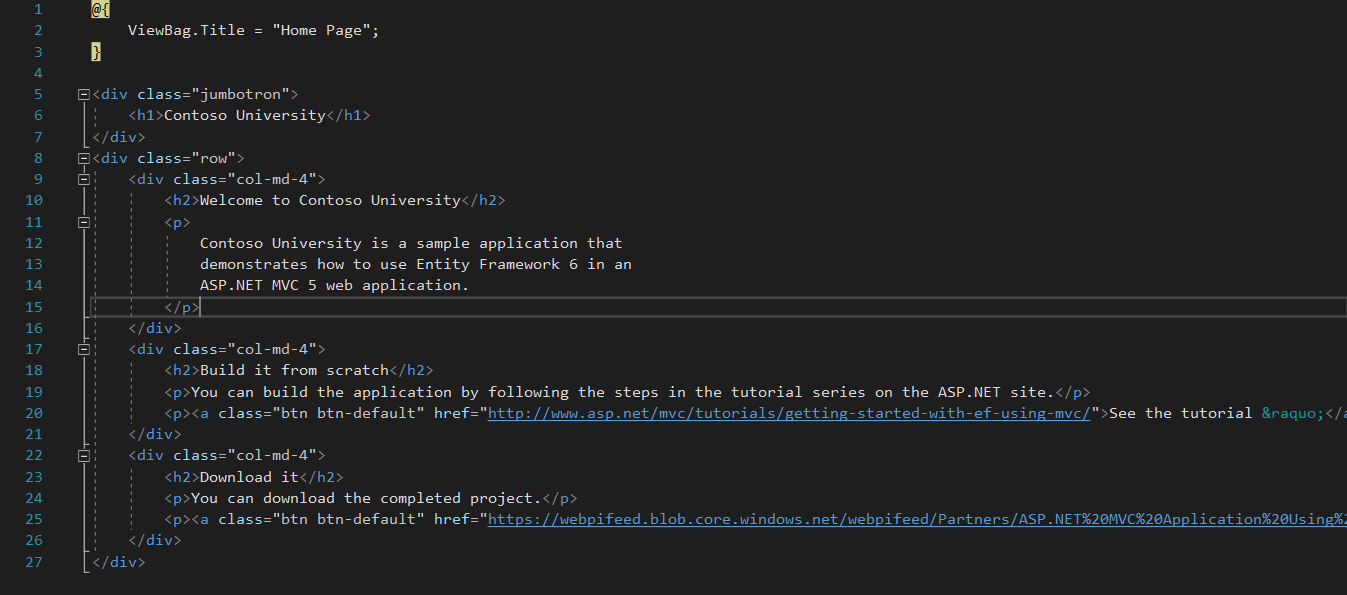 1 @{
2 ViewBag.Title = "Home Page";
3 }
4
5 <div class="jumbotron">
6 <h1>Contoso University</h1>
7 </div>
8 <div class="row">
9 <div class="col-md-4">
10 <h2>Welcome to Contoso University</h2>
11 <p>
12 Contoso University is a sample application that
13 demonstrates how to use Entity Framework 6 in an
14 ASP.NET MVC 5 web application.
15 </p>
16 </div>
17 <div class="col-md-4">
18 <h2>Build it from scratch</h2>
19 <p>You can build the application by following the steps in the tutorial series on the ASP.NET site.</p>
20 <p><a class="btn btn-default" href="http://www.asp.net/mvc/tutorials/getting-started-with-ef-using-mvc/">See the tutorial &raquo;</a
21 </div>
22 <div class="col-md-4">
23 <h2>Download it</h2>
24 <p>You can download the completed project.</p>
25 <p><a class="btn btn-default" href="https://webpifeed.blob.core.windows.net/webpifeed/Partners/ASP.NET%20MVC%20Application%20Using%2
26 </div>
27 </div>